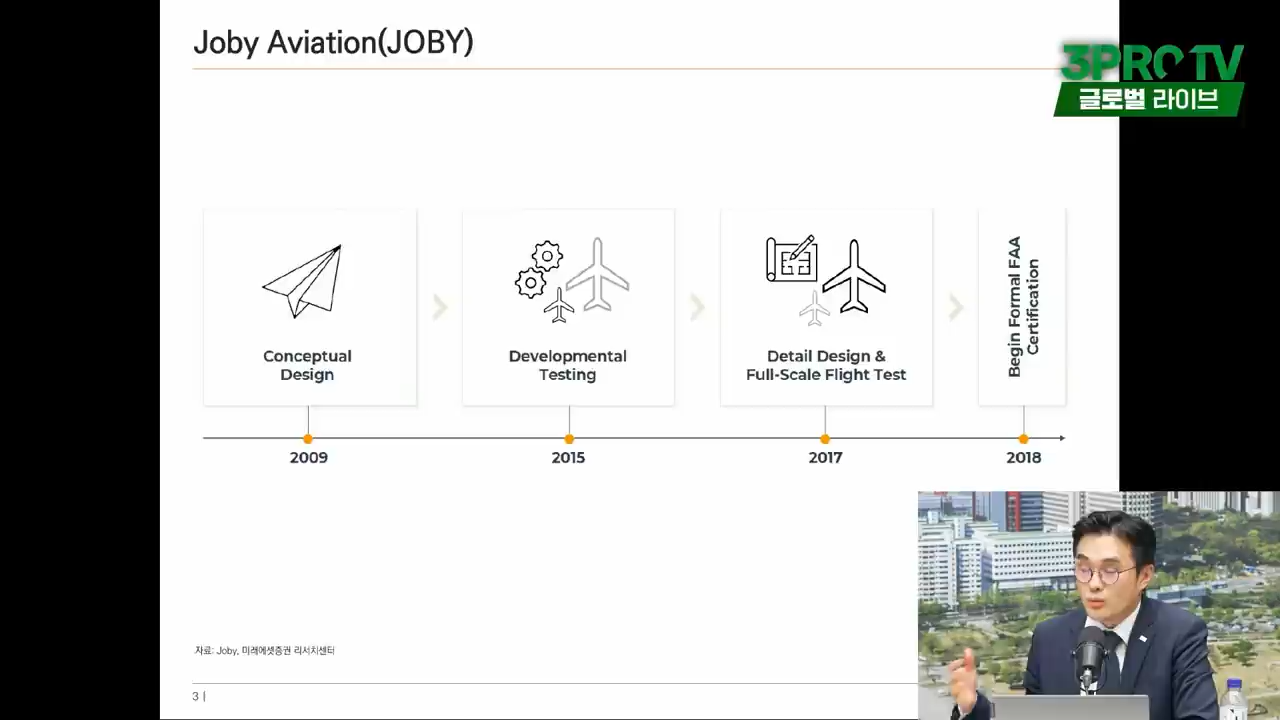 Joby Aviation(JOBY)
3PRO TV
글로벌 라이브
Conceptual
Design
Developmental
Testing
Detail Design &
Full-Scale Flight Test
Begin Formal FAA
Certification
2009
2015
2017
2018
자료: Joby, 미래에셋증권 리서치센터
3 |